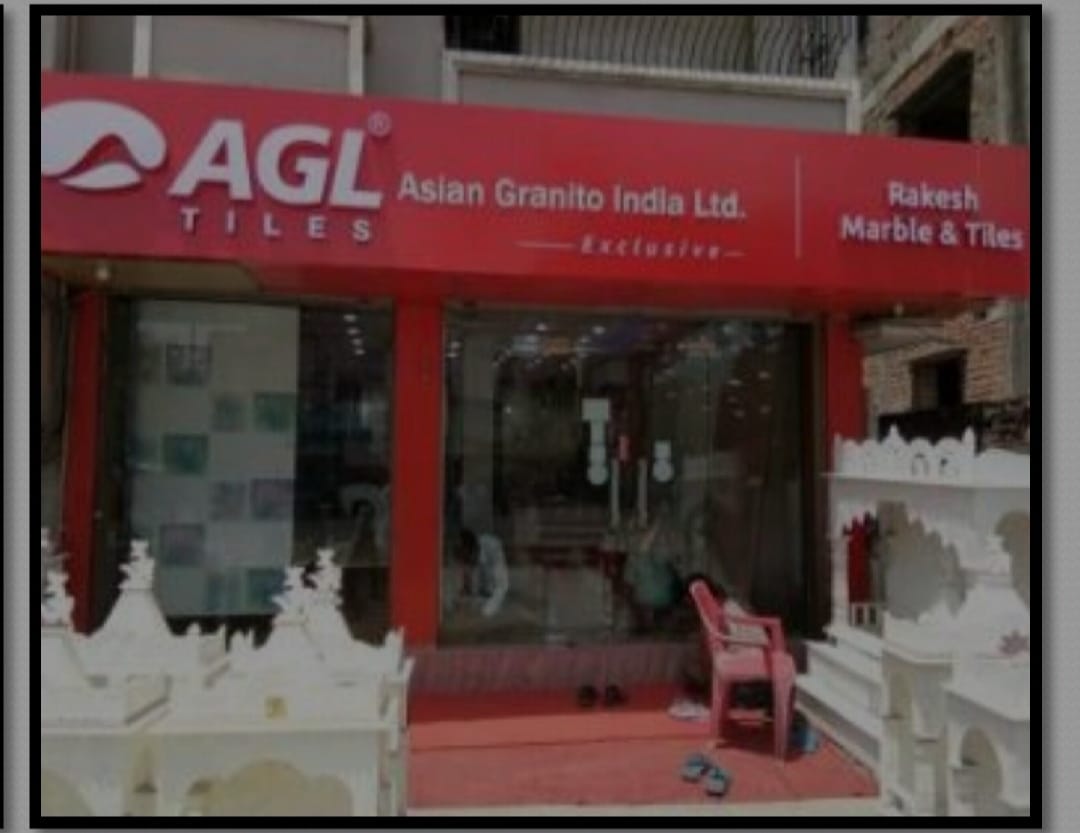 AGL®
TILES
Asian Granito India Ltd.
Exclusive
Rakesh
Marble & Tiles